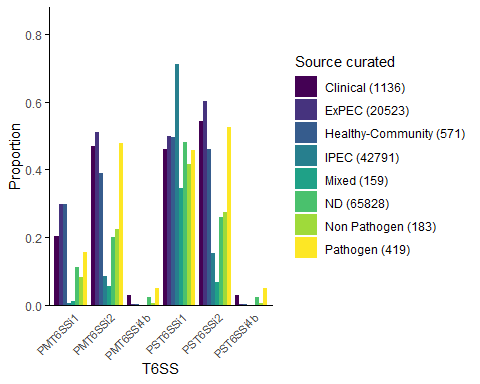 0.8
0.6
0.4
0.2
0.0
Proportion
PMT6SSi1
PMT6SSi2
PMT6SSi4b
PST6SSi1
PST6SSi2
PST6SSi4b
T6SS
Source curated
Clinical (1136)
ExPEC (20523)
Healthy-Community (571)
IPEC (42791)
Mixed (159)
ND (65828)
Non Pathogen (183)
Pathogen (419)